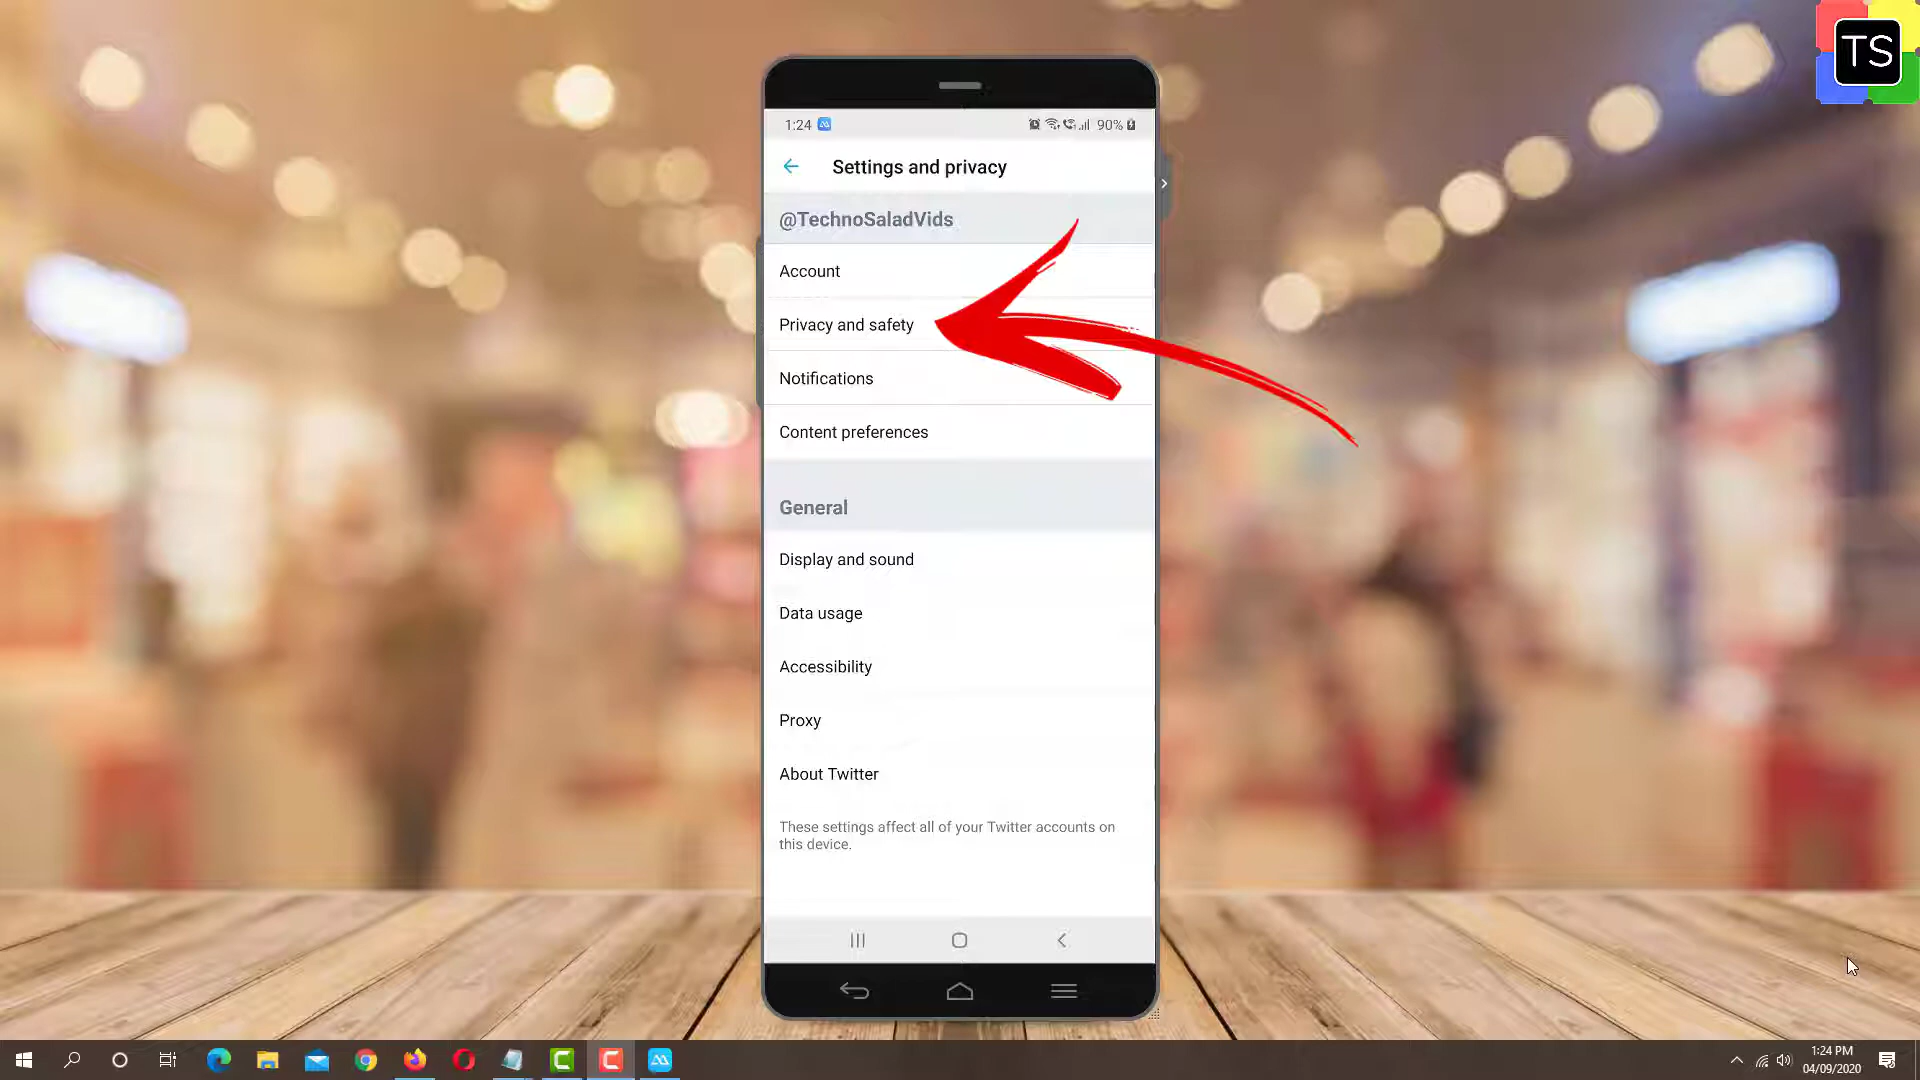 TS
1:24
90%
Settings and privacy
@TechnoSaladVids
Account
Privacy and safety
Notifications
Content preferences
General
Display and sound
Data usage
Accessibility
Proxy
About Twitter
These settings affect all of your Twitter accounts on
this device.
1:24 PM
04/09/2020